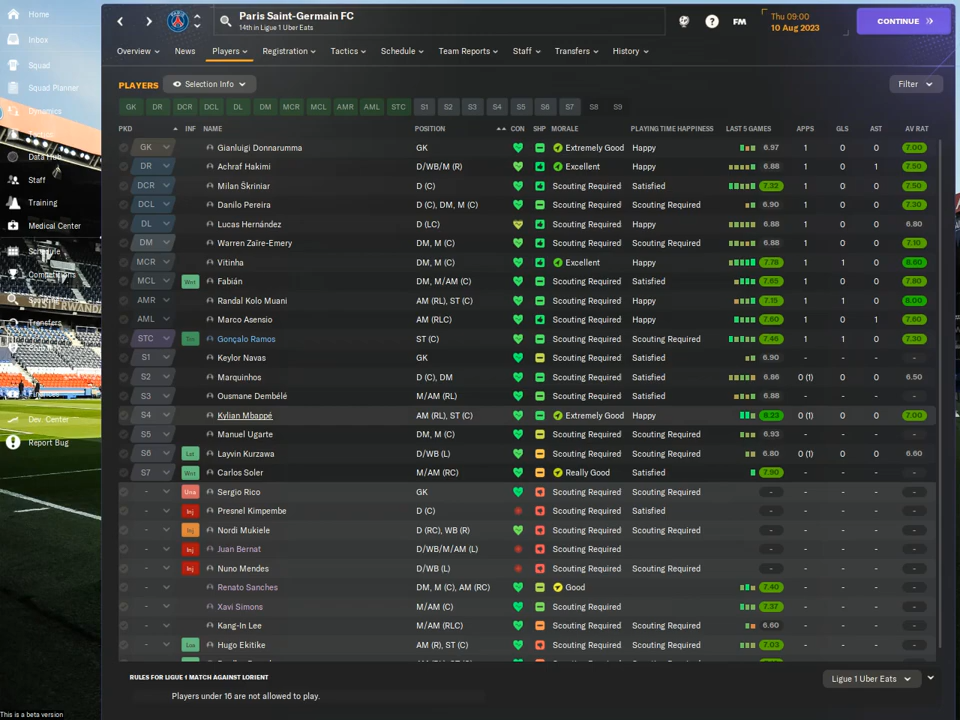 Home
Paris Saint-Germain FC
14th in Ligue 1 Uber Eats
FM
Thu 09:00
10 Aug 2023
CONTINUE
Inbox
Overview News Players Registration Tactics Schedule Team Reports Staff Transfers History
Squad
Squad Planner
PLAYERS Selection Info Filter
Dynamics
GK DR DCR DCL DL DM MCR MCL AMR AML STC S1 S2 S3 S4 S5 S6 S7 S8 S9
PKD INF NAME POSITION CON SHP MORALE PLAYING TIME HAPPINESS LAST 5 GAMES APPS GLS AST AV RAT
GK Gianluigi Donnarumma GK Extremely Good Happy 6.97 1 0 0 7.00
Data Hub
DR Achraf Hakimi D/WB/M (R) Excellent Happy 6.88 1 0 1 7.50
Staff
DCR Milan Škriniar D (C) Scouting Required Satisfied 7.32 1 0 0 7.50
Training
DCL Danilo Pereira D (C), DM, M (C) Scouting Required Scouting Required 6.90 1 0 0 7.30
Medical Center
DL Lucas Hernández D (LC) Scouting Required Happy 6.88 1 0 0 6.80
DM Warren Zaïre-Emery DM, M (C) Scouting Required Scouting Required 6.88 1 0 0 7.10
Schedule
MCR Vitinha DM, M (C) Excellent Happy 7.78 1 1 0 8.60
Competitions
MCL Wnt Fabián DM, M/AM (C) Scouting Required Satisfied 7.65 1 0 0 7.80
AMR Randal Kolo Muani AM (RL), ST (C) Scouting Required Happy 7.15 1 1 0 8.00
VISIT RWANDA
AML Marco Asensio AM (RLC) Scouting Required Happy 7.60 1 0 1 7.60
Transfers
STC Gonçalo Ramos ST (C) Scouting Required Satisfied 7.46 1 1 0 7.30
S1 Keylor Navas GK Scouting Required Satisfied 6.90 - - - -
S2 Marquinhos D (C), DM Scouting Required Satisfied 6.86 0 (1) 0 0 6.50
S3 Ousmane Dembélé M/AM (RL) Scouting Required Satisfied 6.88 - - - -
Finances
S4 Kylian Mbappé AM (RL), ST (C) Extremely Good Happy 8.23 0 (1) 0 0 7.00
Dev. Center
S5 Manuel Ugarte DM, M (C) Scouting Required Scouting Required 6.93 - - - -
Report Bug
S6 Lst Layvin Kurzawa D/WB (L) Scouting Required Scouting Required 6.80 0 (1) 0 0 6.60
S7 Wnt Carlos Soler M/AM (RC) Really Good Satisfied 7.90 - - - -
- Una Sergio Rico GK Scouting Required Scouting Required - - - - -
- Inj Presnel Kimpembe D (C) Scouting Required Satisfied - - - - -
- Inj Nordi Mukiele D (RC), WB (R) Scouting Required Scouting Required - - - - -
- Inj Juan Bernat D/WB/M/AM (L) Scouting Required - - - - -
- Inj Nuno Mendes D/WB (L) Scouting Required Scouting Required - - - - -
- Renato Sanches DM, M (C), AM (RC) Good 7.40 - - - -
- Xavi Simons M/AM (C) Scouting Required 7.37 - - - -
- Kang-In Lee M/AM (RLC) Scouting Required Scouting Required 6.60 - - - -
- Hugo Ekitike AM (R), ST (C) Scouting Required Scouting Required 7.03 - - - -
RULES FOR LIGUE 1 MATCH AGAINST LORIENT
Ligue 1 Uber Eats
Players under 16 are not allowed to play.
This is a beta version